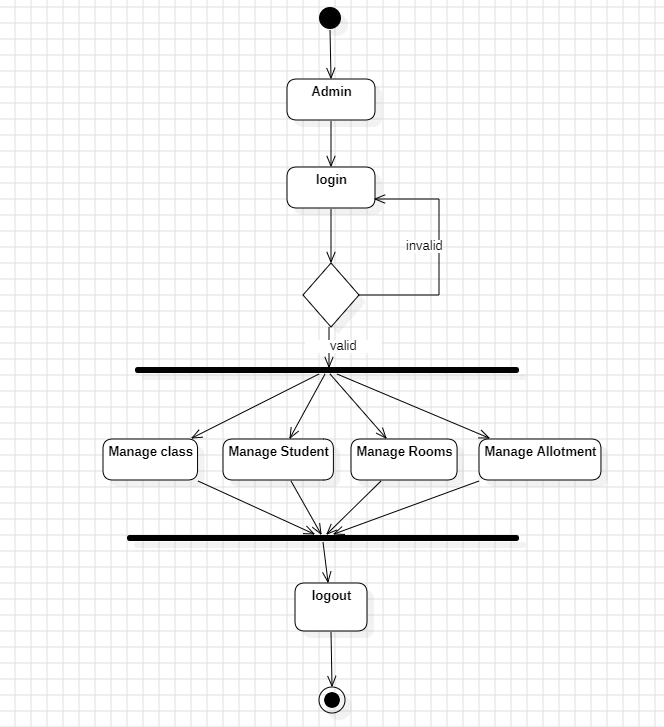 Admin
login
invalid
valid
Manage class
Manage Student
Manage Rooms
Manage Allotment
logout